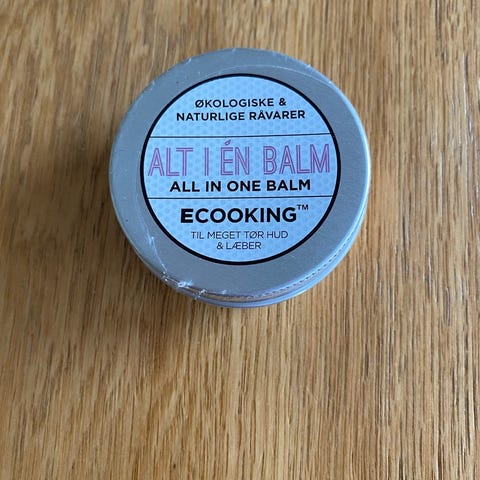 ØKOLOGISKE &
NATURLIGE RÅVARER
ALT I ÉN BALM
ALL IN ONE BALM
ECOOKING™
TIL MEGET TØR HUD
& LÆBER